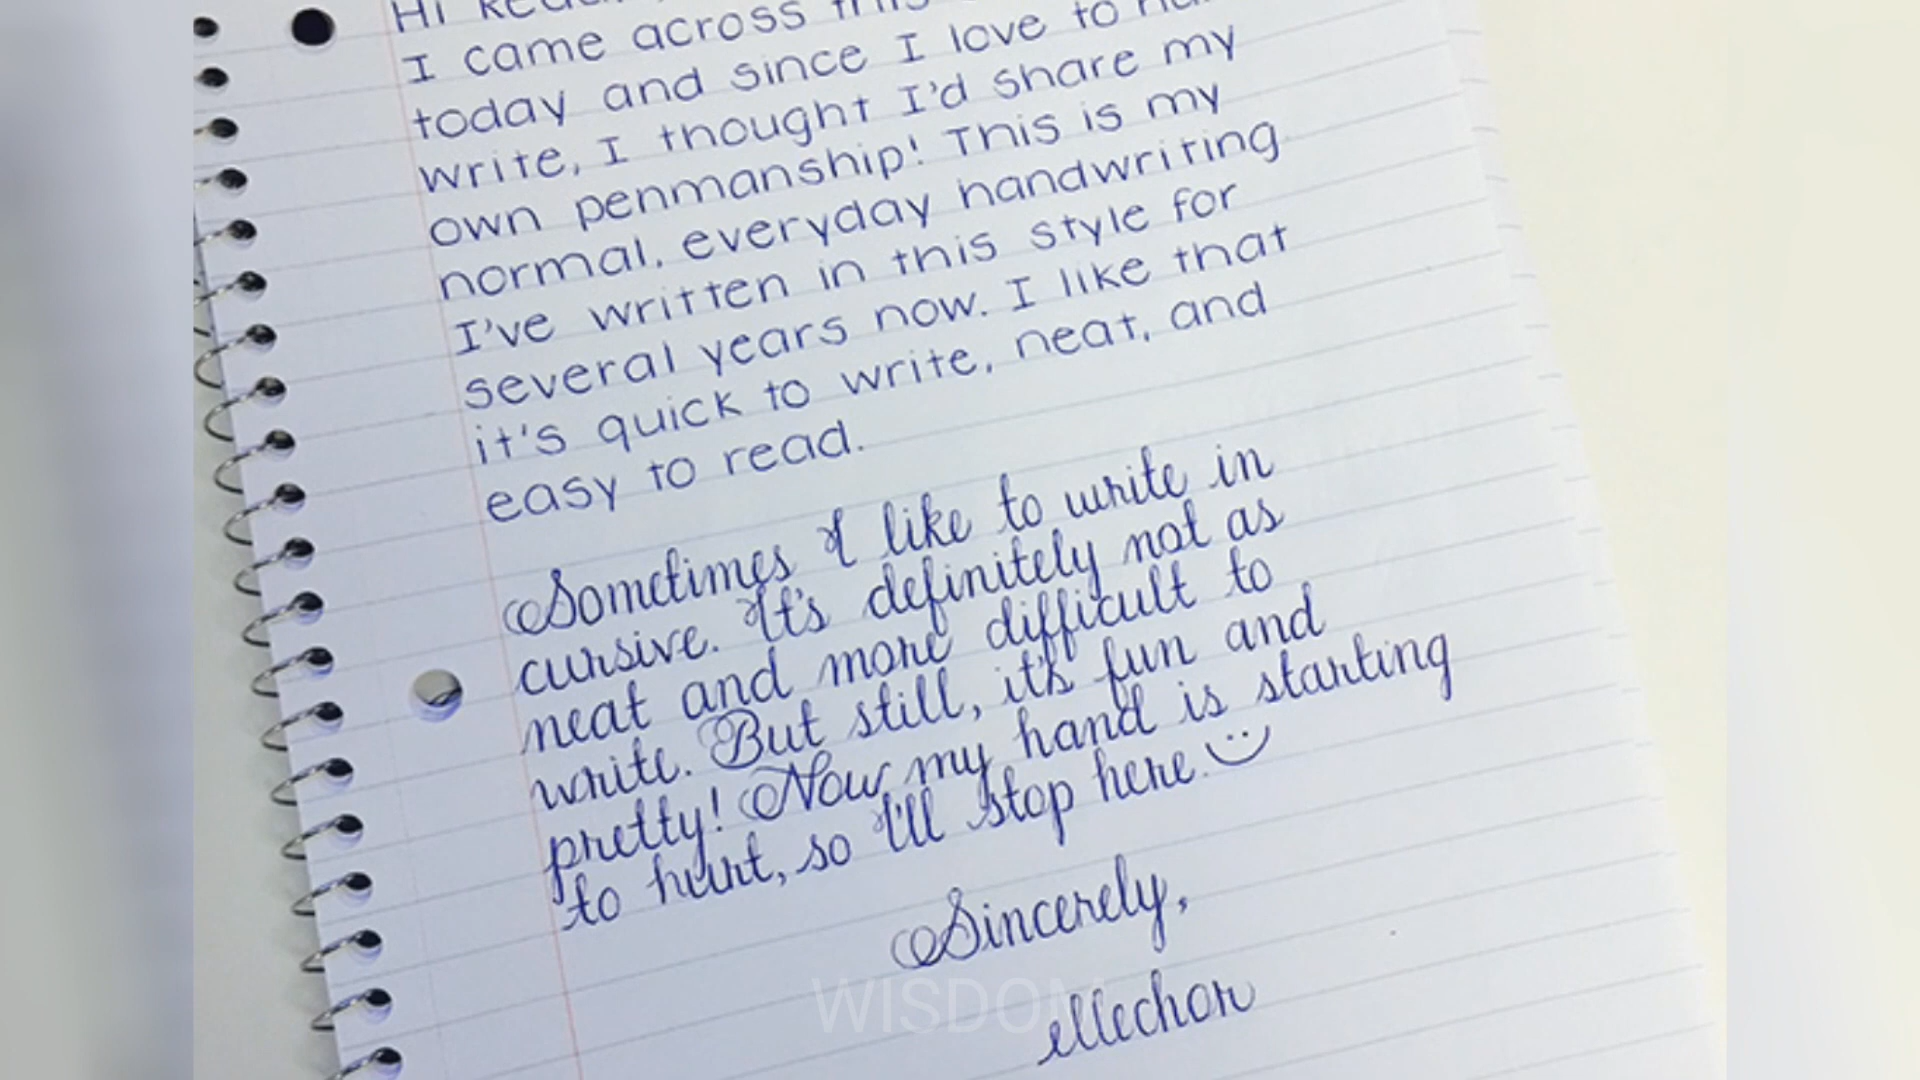 Hi
I came across this
today and since I love to
write, I thought I'd share my
own penmanship! This is my
normal, everyday handwriting
I've written in this style for
several years now. I like that
it's quick to write, neat, and
easy to read.
Sometimes I like to write in
cursive. It's definitely not as
neat and more difficult to
write. But still, it's fun and
pretty! Now my hand is starting
to hurt, so I'll stop here.
Sincerely,
ellechor
WISDOM